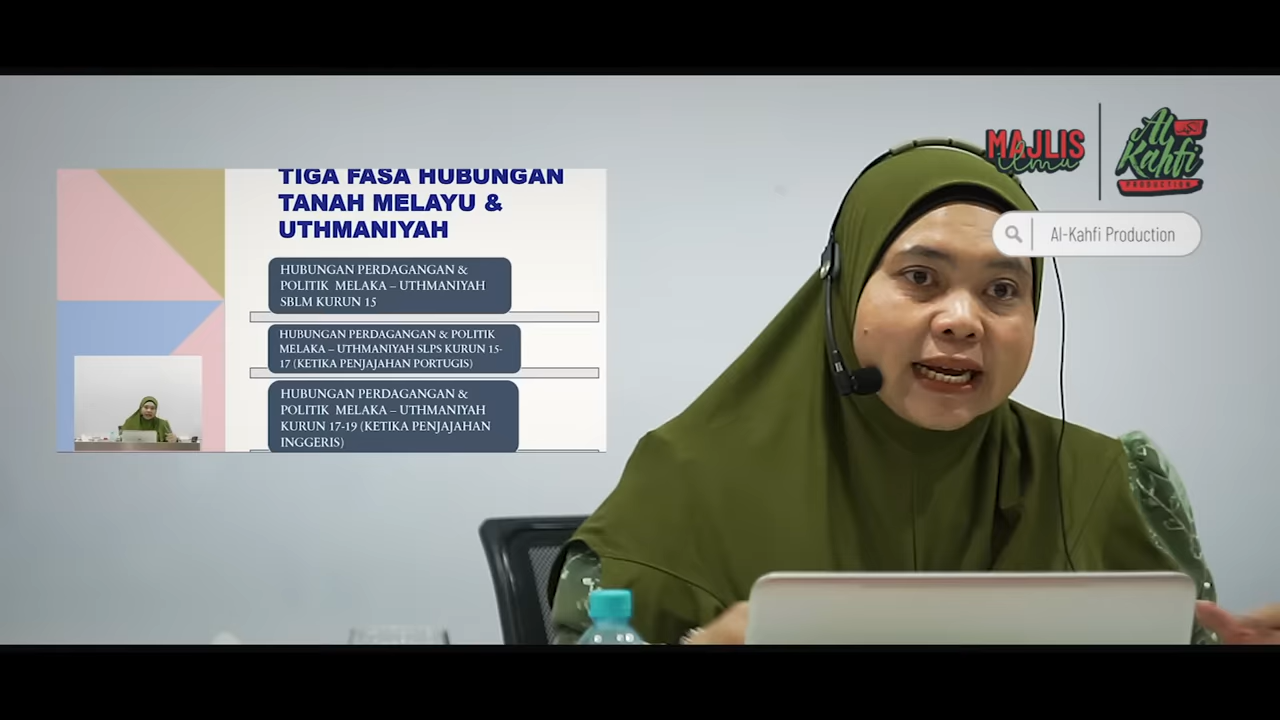 TIGA FASA HUBUNGAN
TANAH MELAYU &
UTHMANIYAH
HUBUNGAN PERDAGANGAN &
POLITIK MELAKA – UTHMANIYAH
SBLM KURUN 15
HUBUNGAN PERDAGANGAN & POLITIK
MELAKA – UTHMANIYAH SLPS KURUN 15-
17 (KETIKA PENJAJAHAN PORTUGIS)
HUBUNGAN PERDAGANGAN &
POLITIK MELAKA – UTHMANIYAH
KURUN 17-19 (KETIKA PENJAJAHAN
INGGERIS)
MAJLIS
ilmu
Al
Kahfi
PRODUCTION
Al-Kahfi Production